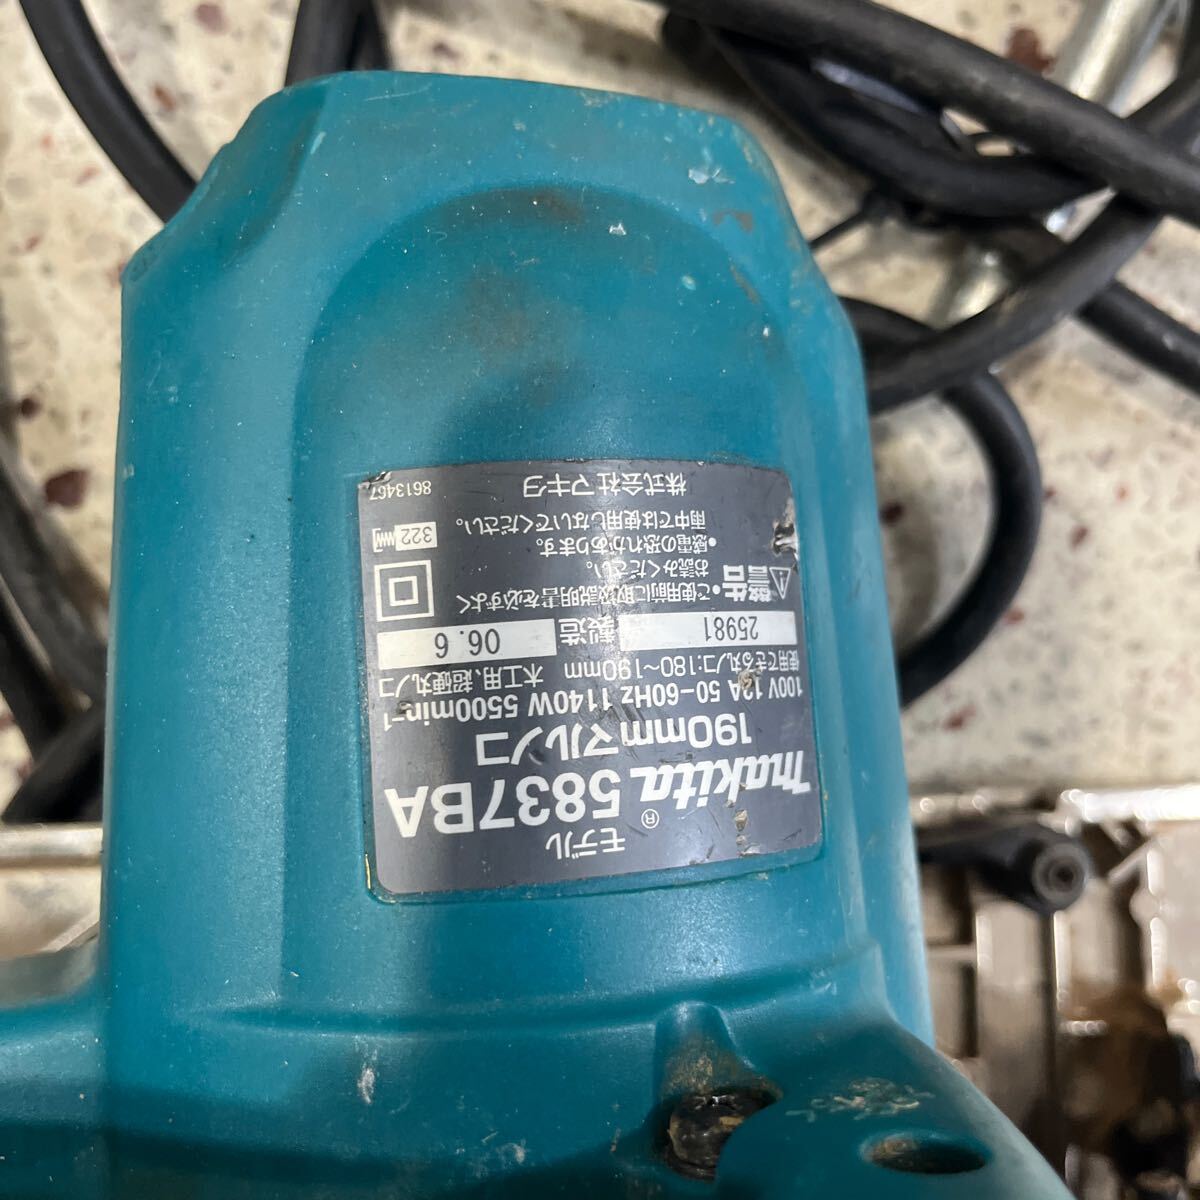 モデル
makita® 5837BA
190mmマルノコ
100V 12A 50-60Hz 1140W 5500min-1
使用できる丸ノコ:180~190mm 木工用、超硬丸ノコ
25981 製造 06.6
警告
•ご使用前に取扱説明書を必ずよく
お読みください。
•感電の恐れがあります。
雨中では使用しないでください。
322
株式会社 マキタ 8613467